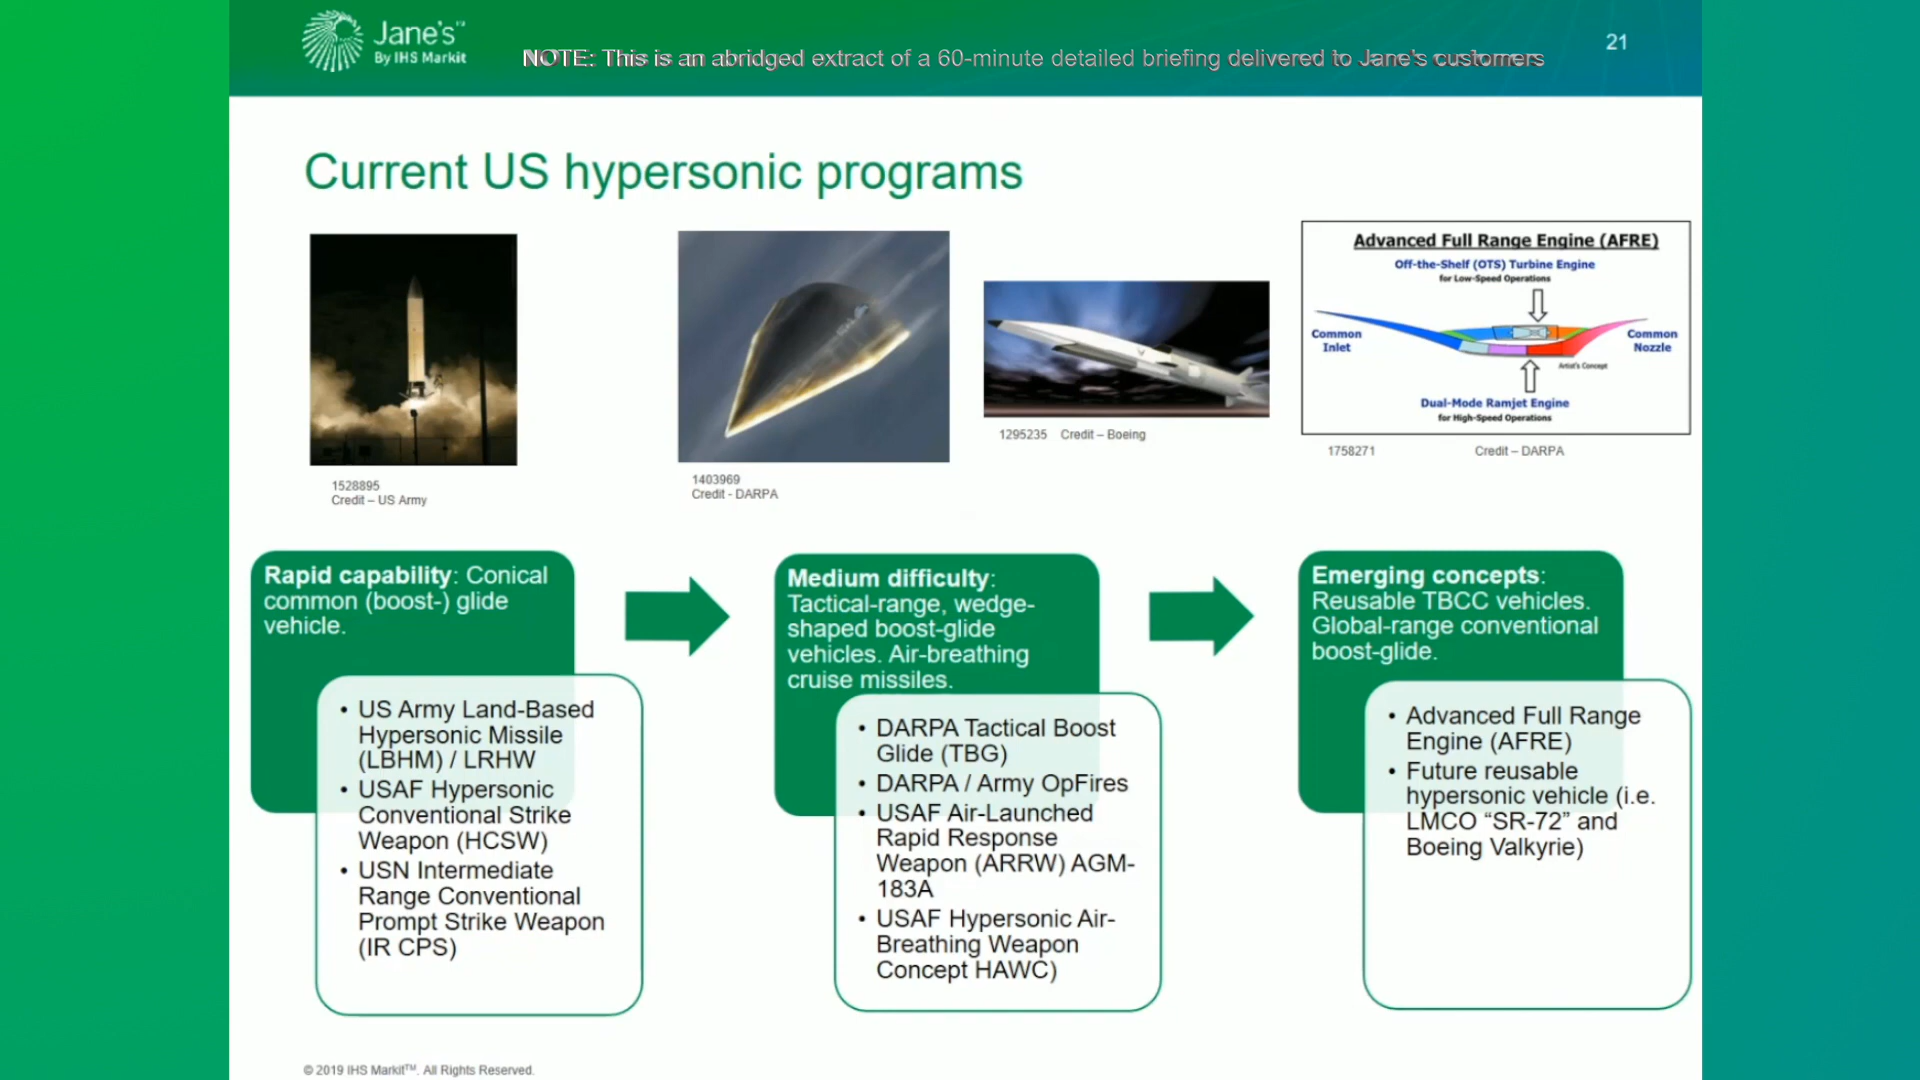 Jane's™
By IHS Markit
NOTE: This is an abridged extract of a 60-minute detailed briefing delivered to Jane's customers
21
Current US hypersonic programs
1528895
Credit – US Army
1403969
Credit - DARPA
1295235 Credit – Boeing
Advanced Full Range Engine (AFRE)
Off-the-Shelf (OTS) Turbine Engine
for Low-Speed Operations
Common
Inlet
Common
Nozzle
Artist's Concept
Dual-Mode Ramjet Engine
for High-Speed Operations
1758271 Credit – DARPA
Rapid capability: Conical
common (boost-) glide
vehicle.
• US Army Land-Based
Hypersonic Missile
(LBHM) / LRHW
• USAF Hypersonic
Conventional Strike
Weapon (HCSW)
• USN Intermediate
Range Conventional
Prompt Strike Weapon
(IR CPS)
Medium difficulty:
Tactical-range, wedge-
shaped boost-glide
vehicles. Air-breathing
cruise missiles.
• DARPA Tactical Boost
Glide (TBG)
• DARPA / Army OpFires
• USAF Air-Launched
Rapid Response
Weapon (ARRW) AGM-
183A
• USAF Hypersonic Air-
Breathing Weapon
Concept HAWC)
Emerging concepts:
Reusable TBCC vehicles.
Global-range conventional
boost-glide.
• Advanced Full Range
Engine (AFRE)
• Future reusable
hypersonic vehicle (i.e.
LMCO “SR-72” and
Boeing Valkyrie)
© 2019 IHS Markit™. All Rights Reserved.